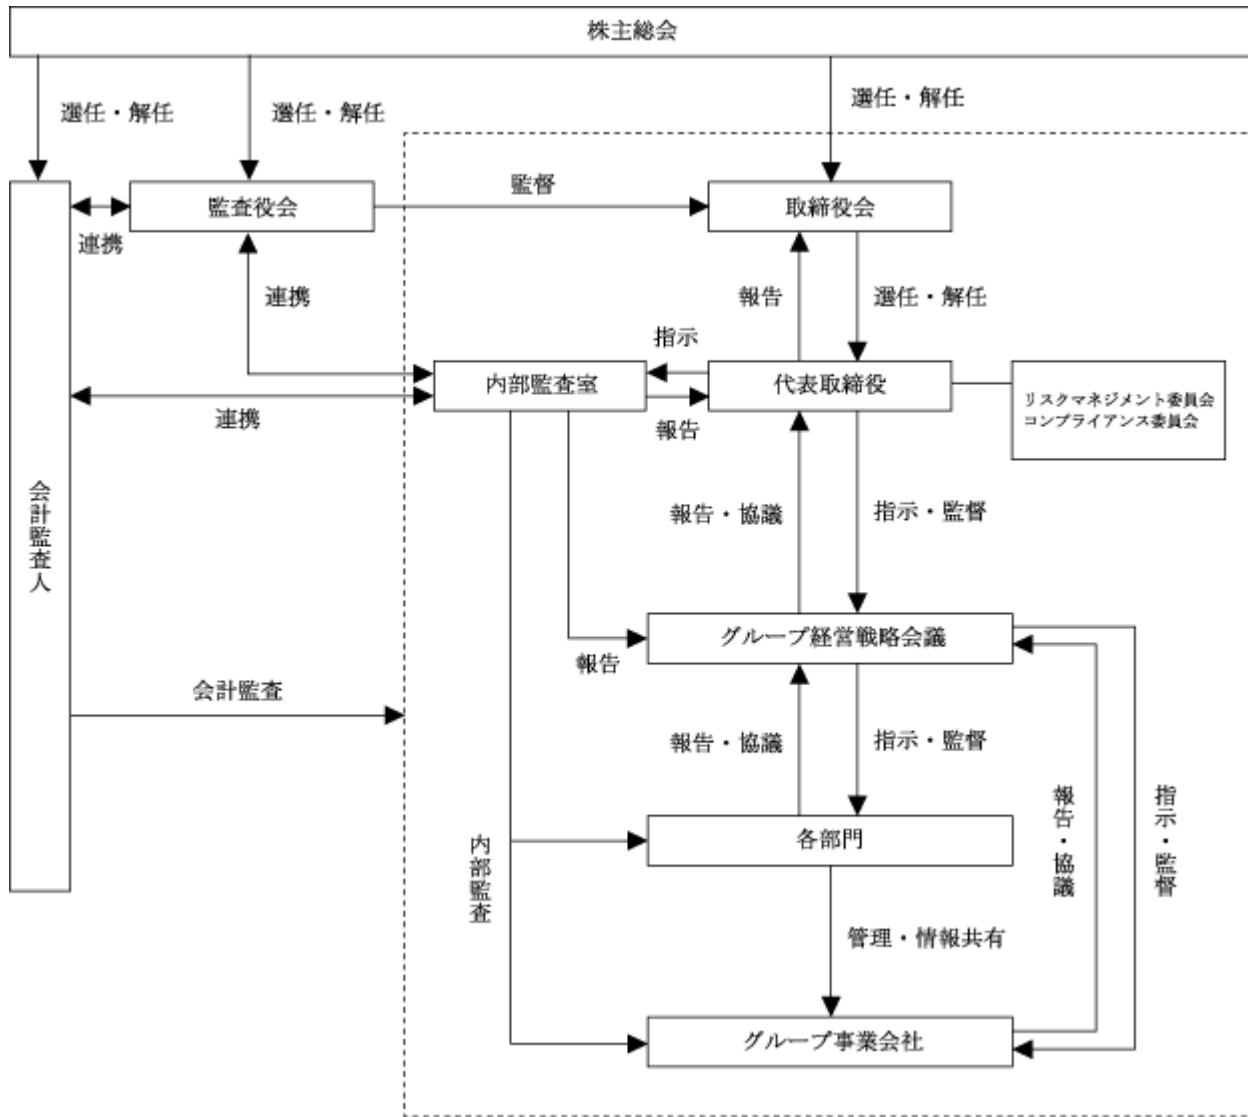 株主総会
選任・解任
選任・解任
選任・解任
監査役会
監督
取締役会
連携
連携
報告
選任・解任
指示
内部監査室
代表取締役
リスクマネジメント委員会
コンプライアンス委員会
連携
報告
会計監査人
報告・協議
指示・監督
グループ経営戦略会議
報告
会計監査
報告・協議
指示・監督
報告・協議
指示・監督
各部門
内部監査
管理・情報共有
グループ事業会社